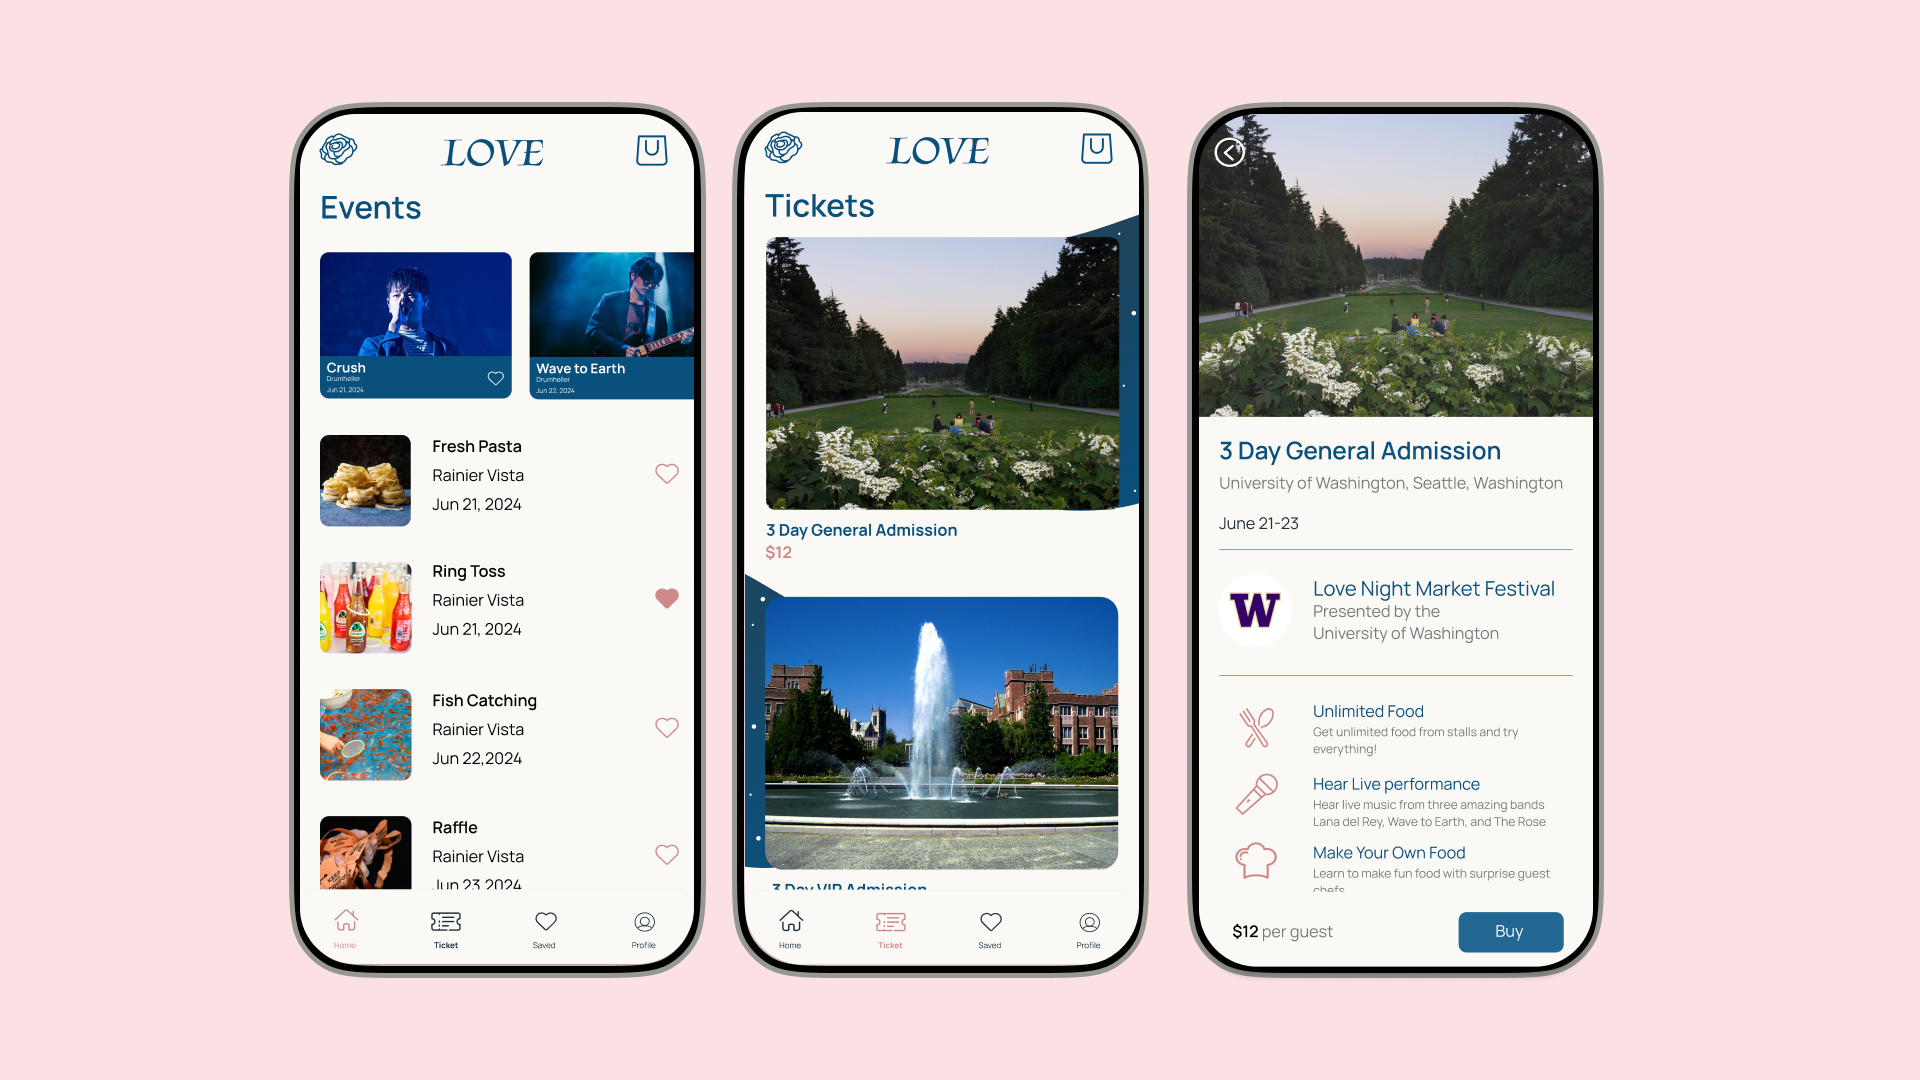 LOVE
Events
Crush
Drumheller
Jun 21, 2024
Wave to Earth
Drumheller
Jun 22, 2024
Fresh Pasta
Rainier Vista
Jun 21, 2024
Ring Toss
Rainier Vista
Jun 21, 2024
Fish Catching
Rainier Vista
Jun 22,2024
Raffle
Rainier Vista
Jun 23 2024
Home
Ticket
Saved
Profile
LOVE
Tickets
3 Day General Admission
$12
3 Day VIP Admission
Home
Ticket
Saved
Profile
3 Day General Admission
University of Washington, Seattle, Washington
June 21-23
W
Love Night Market Festival
Presented by the
University of Washington
Unlimited Food
Get unlimited food from stalls and try
everything!
Hear Live performance
Hear live music from three amazing bands
Lana del Rey, Wave to Earth, and The Rose
Make Your Own Food
Learn to make fun food with surprise guest
chefs
$12 per guest
Buy